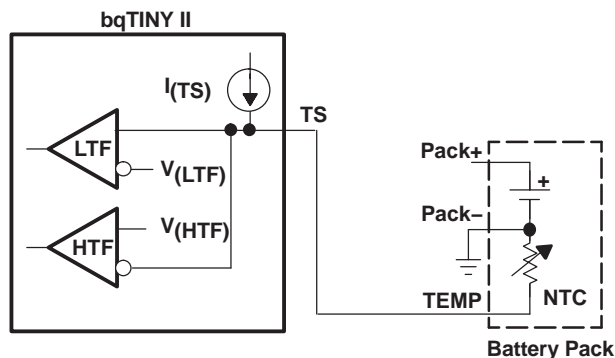 bqTINY II
I(TS)
TS
LTF
V(LTF)
V(HTF)
HTF
Pack+
+
Pack−
TEMP
NTC
Battery Pack